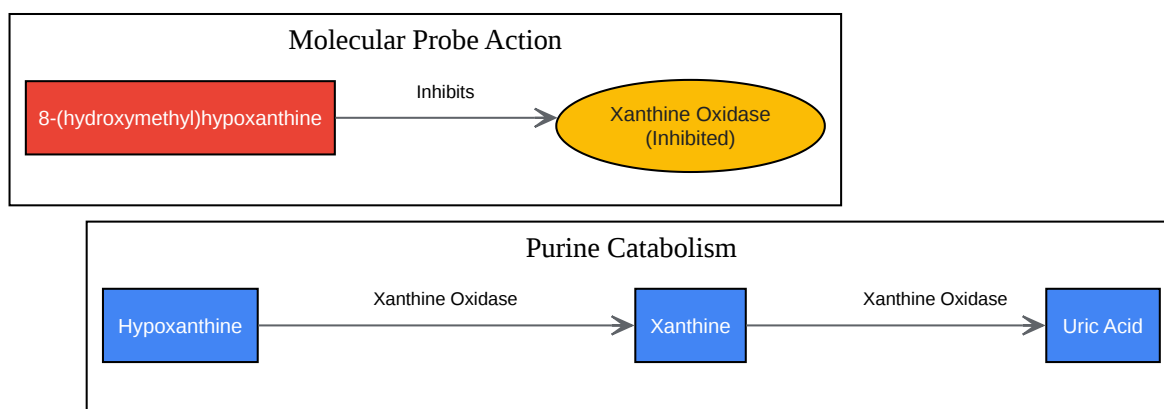 Molecular Probe Action
8-(hydroxymethyl)hypoxanthine
Inhibits
Xanthine Oxidase
(Inhibited)
Purine Catabolism
Hypoxanthine
Xanthine Oxidase
Xanthine
Xanthine Oxidase
Uric Acid